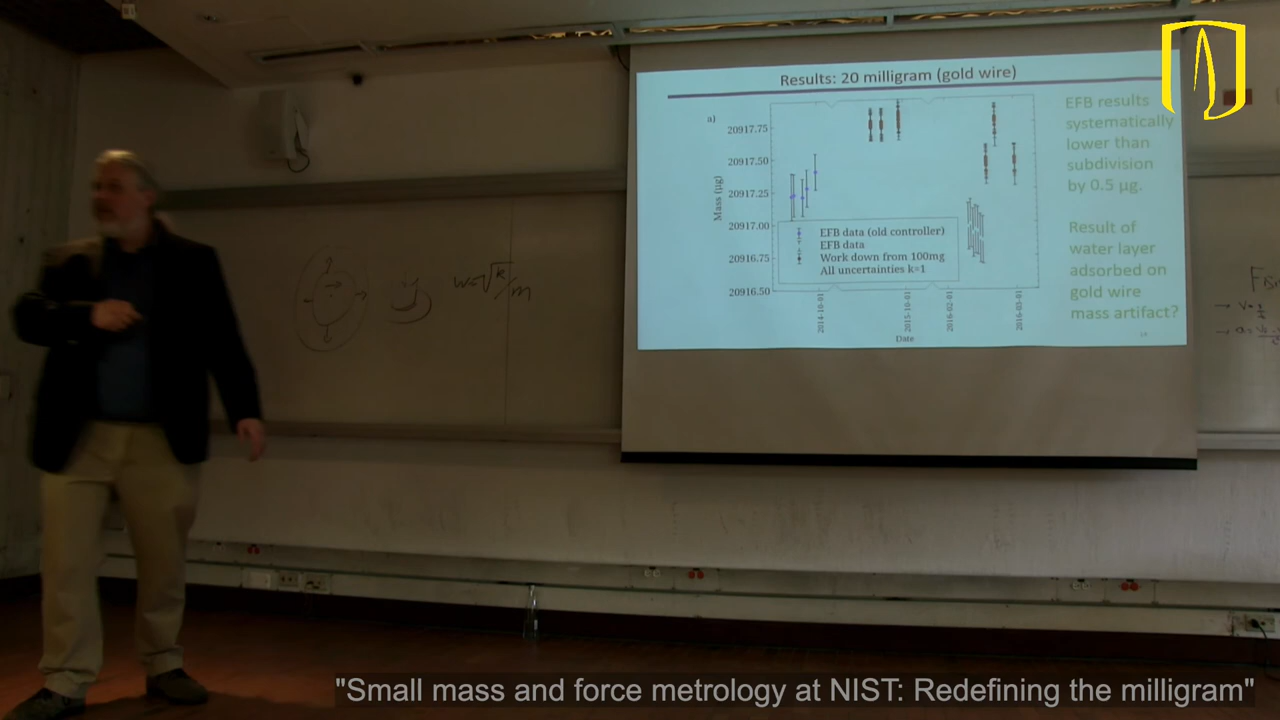 Results: 20 milligram (gold wire)
a)
20917.75
20917.50
20917.25
20917.00
20916.75
20916.50
Mass (µg)
EFB data (old controller)
EFB data
Work down from 100mg
All uncertainties k=1
2014-10-01
2015-10-01
2016-02-01
Date
EFB results
systematically
lower than
subdivision
by 0.5 µg.
Result of
water layer
adsorbed on
gold wire
mass artifact?
"Small mass and force metrology at NIST: Redefining the milligram"